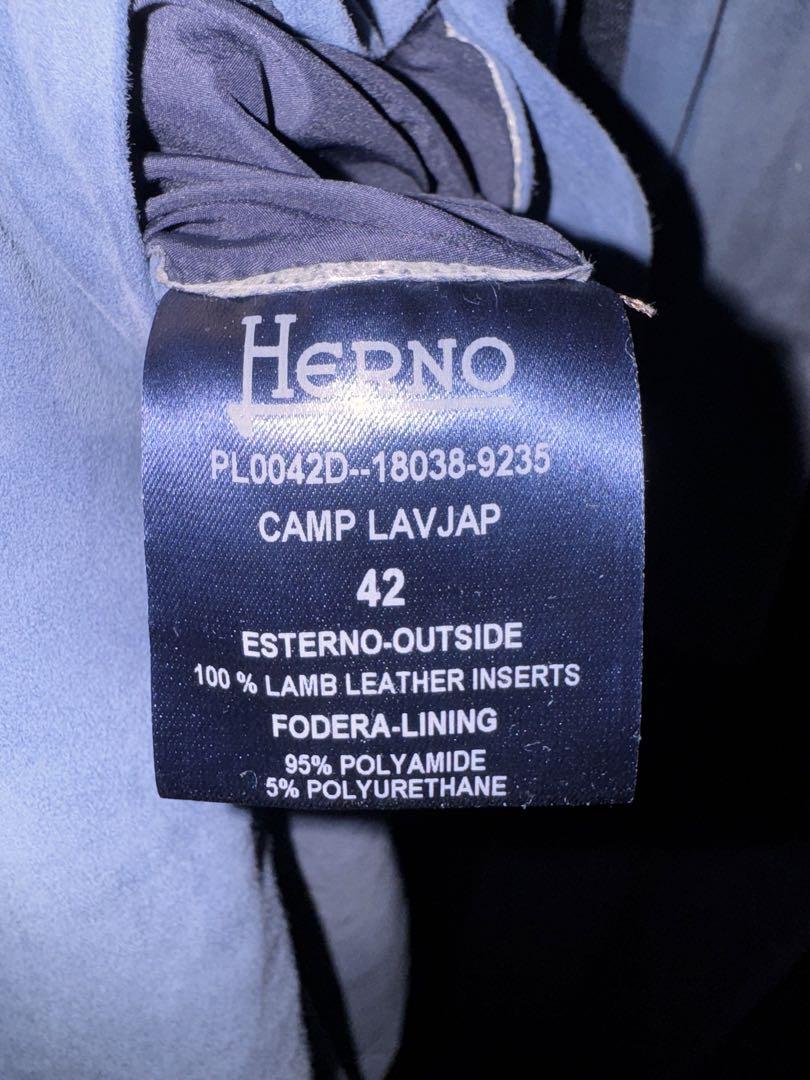 HERNO
PL0042D--18038-9235
CAMP LAVJAP
42
ESTERNO-OUTSIDE
100 % LAMB LEATHER INSERTS
FODERA-LINING
95% POLYAMIDE
5% POLYURETHANE